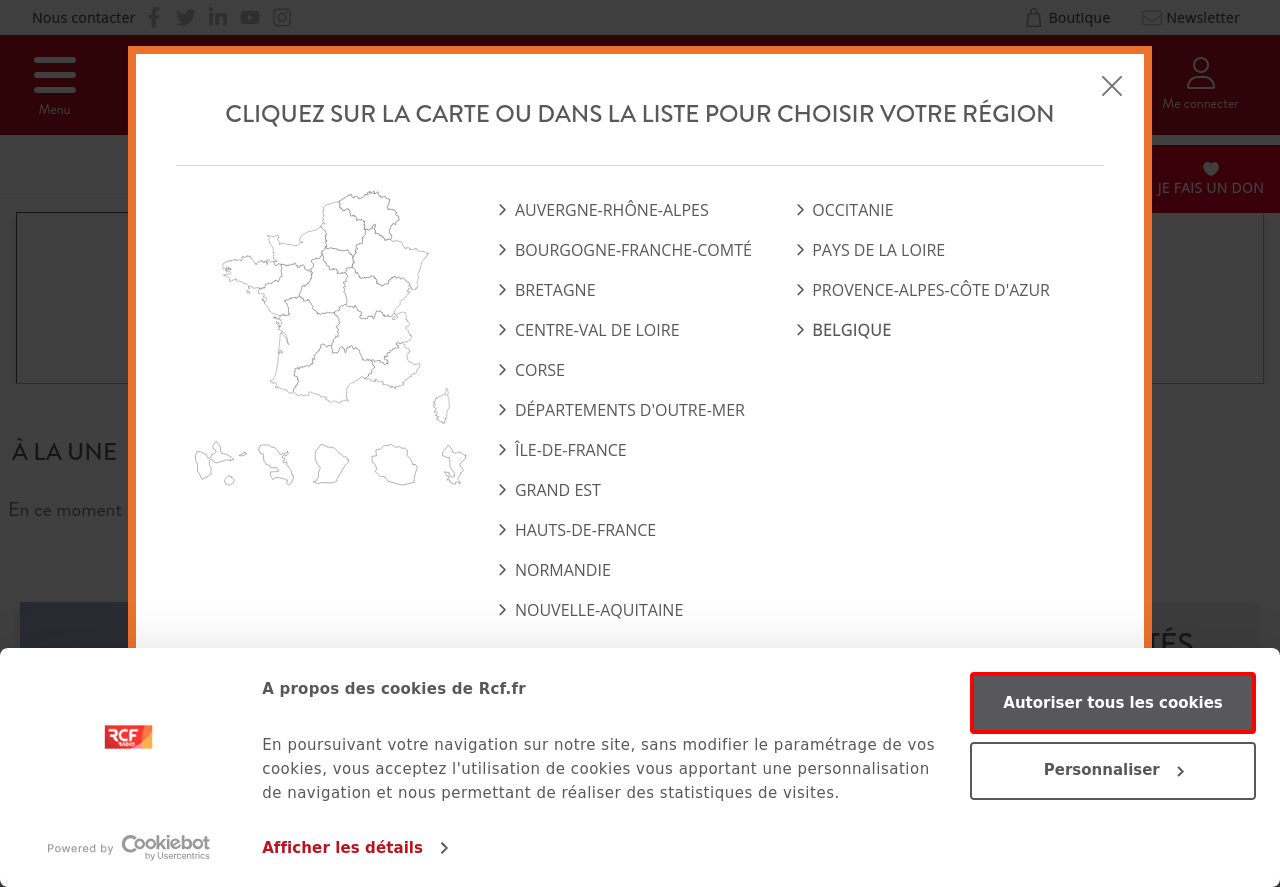 Nous contacter
Boutique
Newsletter
Menu
Me connecter
JE FAIS UN DON
CLIQUEZ SUR LA CARTE OU DANS LA LISTE POUR CHOISIR VOTRE RÉGION
AUVERGNE-RHÔNE-ALPES
BOURGOGNE-FRANCHE-COMTÉ
BRETAGNE
CENTRE-VAL DE LOIRE
CORSE
DÉPARTEMENTS D'OUTRE-MER
ÎLE-DE-FRANCE
GRAND EST
HAUTS-DE-FRANCE
NORMANDIE
NOUVELLE-AQUITAINE
OCCITANIE
PAYS DE LA LOIRE
PROVENCE-ALPES-CÔTE D'AZUR
BELGIQUE
À LA UNE
En ce moment
TÉS
A propos des cookies de Rcf.fr
En poursuivant votre navigation sur notre site, sans modifier le paramétrage de vos
cookies, vous acceptez l'utilisation de cookies vous apportant une personnalisation
de navigation et nous permettant de réaliser des statistiques de visites.
Afficher les détails
Autoriser tous les cookies
Personnaliser
RCF
RADIO
Powered by Cookiebot
by Usercentrics